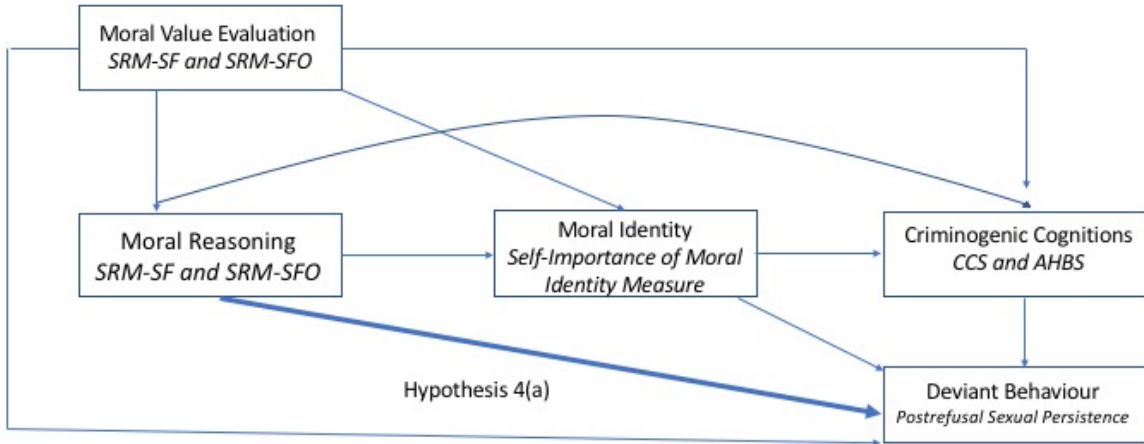 Moral Value Evaluation
SRM-SF and SRM-SFO
Moral Reasoning
SRM-SF and SRM-SFO
Moral Identity
Self-Importance of Moral
Identity Measure
Criminogenic Cognitions
CCS and AHBS
Hypothesis 4(a)
Deviant Behaviour
Postrefusal Sexual Persistence